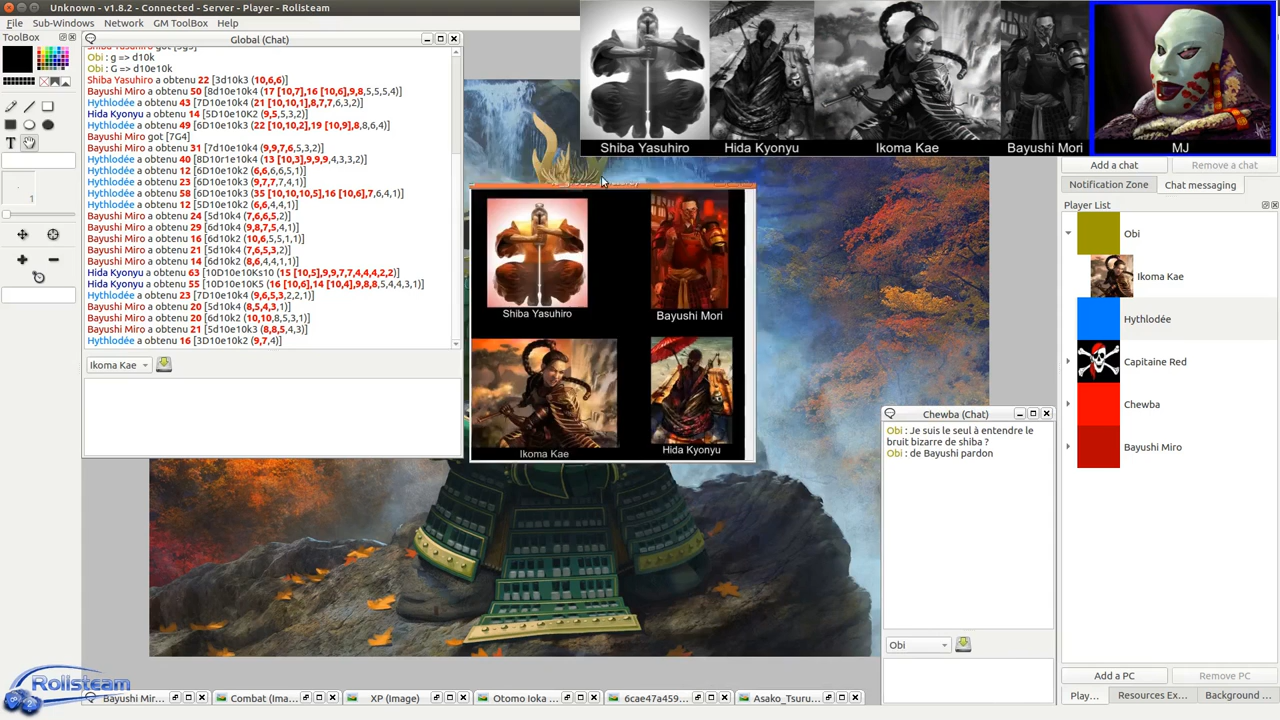 Unknown - v1.8.2 - Connected - Server - Player - Rolisteam
File Sub-Windows Network GM ToolBox Help
ToolBox
T
1
Global (Chat)
Obi : g => d10k
Obi : G => d10e10k
Shiba Yasuhiro a obtenu 22 [3d10k3 (10,6,6)]
Bayushi Miro a obtenu 50 [8d10e10k4 (17 [10,7],16 [10,6],9,8,5,5,5,4)]
Hythlodée a obtenu 43 [7D10e10k4 (21 [10,10,1],8,7,7,6,3,2)]
Hida Kyonyu a obtenu 14 [5D10e10K2 (9,5,5,3,2)]
Hythlodée a obtenu 49 [6D10e10k3 (22 [10,10,2],19 [10,9],8,8,6,4)]
Bayushi Miro got [7G4]
Bayushi Miro a obtenu 31 [7d10e10k4 (9,9,7,6,5,3,2)]
Hythlodée a obtenu 40 [8D10r1e10k4 (13 [10,3],9,9,9,4,3,3,2)]
Hythlodée a obtenu 12 [6D10e10k2 (6,6,6,6,5,1)]
Hythlodée a obtenu 23 [6D10e10k3 (9,7,7,7,4,1)]
Hythlodée a obtenu 58 [6D10e10k3 (35 [10,10,10,5],16 [10,6],7,6,4,1)]
Hythlodée a obtenu 12 [5D10e10k2 (6,6,4,4,1)]
Bayushi Miro a obtenu 24 [5d10k4 (7,6,6,5,2)]
Bayushi Miro a obtenu 29 [5d10k4 (9,8,7,5,4,1)]
Bayushi Miro a obtenu 16 [6d10k2 (10,6,5,5,1,1)]
Bayushi Miro a obtenu 21 [5d10k4 (7,6,5,3,2)]
Bayushi Miro a obtenu 14 [6d10k2 (8,6,4,4,1,1)]
Hida Kyonyu a obtenu 63 [10D10e10Ks10 (15 [10,5],9,9,7,7,4,4,4,2,2)]
Hida Kyonyu a obtenu 55 [10D10e10K5 (16 [10,6],14 [10,4],9,8,8,5,4,4,3,1)]
Hythlodée a obtenu 23 [7D10e10k4 (9,6,5,3,2,2,1)]
Bayushi Miro a obtenu 20 [5d10k4 (8,5,4,3,1)]
Bayushi Miro a obtenu 20 [6d10k2 (10,10,8,5,3,1)]
Bayushi Miro a obtenu 21 [5d10e10k3 (8,8,5,4,3)]
Hythlodée a obtenu 16 [3D10e10k2 (9,7,4)]
Ikoma Kae
Shiba Yasuhiro Hida Kyonyu Ikoma Kae Bayushi Mori MJ
Shiba Yasuhiro
Bayushi Mori
Ikoma Kae
Hida Kyonyu
Add a chat Remove a chat
Notification Zone Chat messaging
Player List
Obi
Ikoma Kae
Hythlodée
Capitaine Red
Chewba
Bayushi Miro
Chewba (Chat)
Obi : Je suis le seul à entendre le
bruit bizarre de shiba ?
Obi : de Bayushi pardon
Obi
Add a PC Remove PC
Play... Resources Ex... Background ...
Rolisteam
Bayushi Mir... Combat (Ima... XP (Image) Otomo Ioka ... 6cae47a459... Asako_Tsuru...